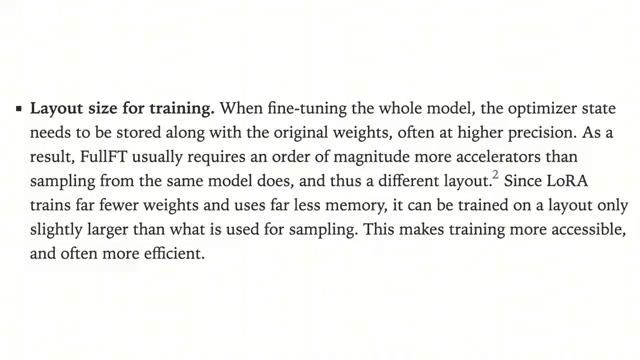 ▪ Layout size for training. When fine-tuning the whole model, the optimizer state
needs to be stored along with the original weights, often at higher precision. As a
result, FullFT usually requires an order of magnitude more accelerators than
sampling from the same model does, and thus a different layout.2 Since LoRA
trains far fewer weights and uses far less memory, it can be trained on a layout only
slightly larger than what is used for sampling. This makes training more accessible,
and often more efficient.